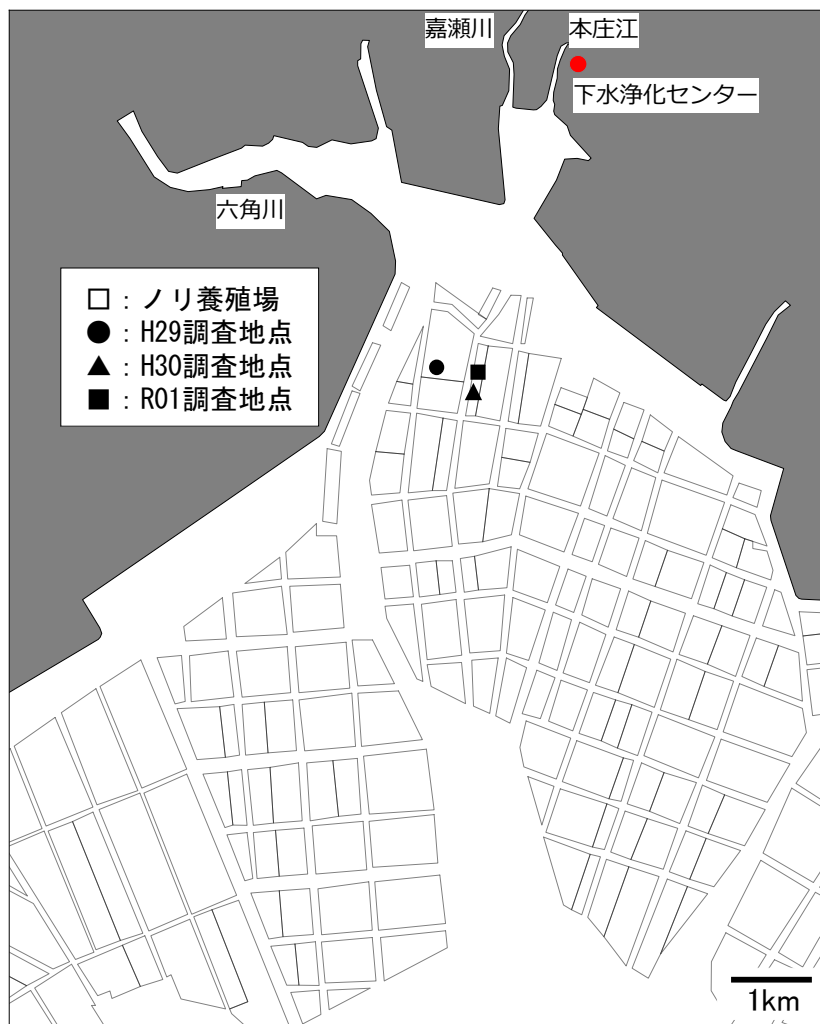 嘉瀬川
本庄江
下水浄化センター
六角川
□：ノリ養殖場
●：H29調査地点
▲：H30調査地点
■：R01調査地点
1km